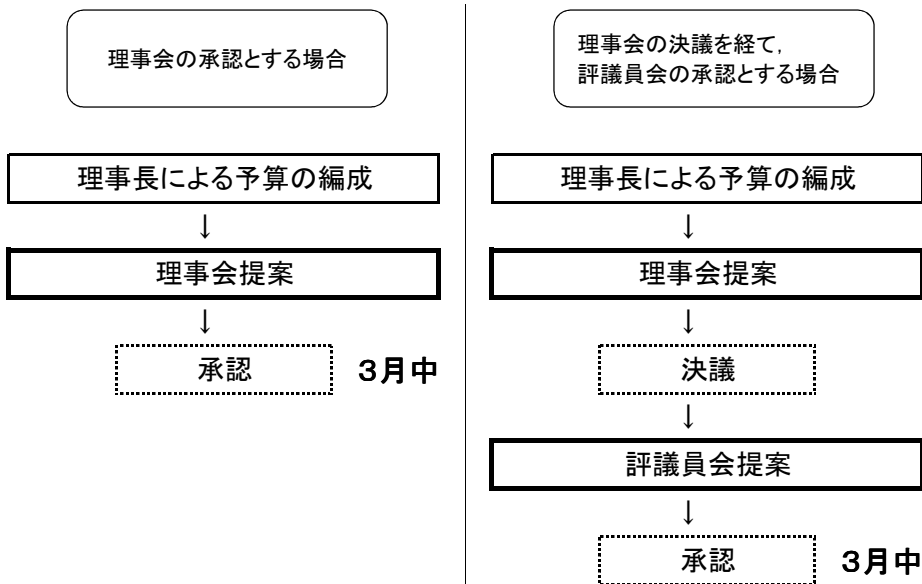 理事会の承認とする場合
理事長による予算の編成
↓
理事会提案
↓
承認 3月中
理事会の決議を経て,
評議員会の承認とする場合
理事長による予算の編成
↓
理事会提案
↓
決議
↓
評議員会提案
↓
承認 3月中